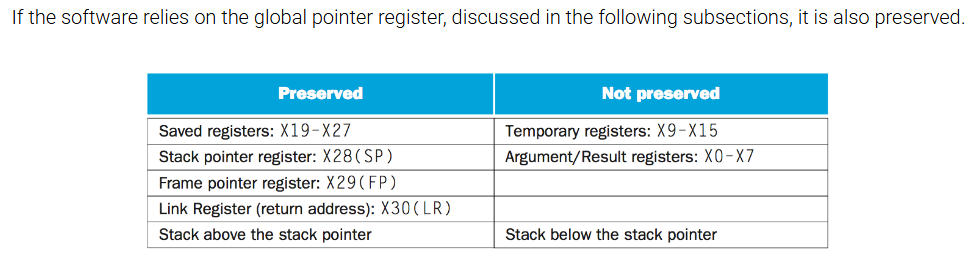 If the software relies on the global pointer register, discussed in the following subsections, it is also preserved.
Preserved Not preserved
Saved registers: X19-X27 Temporary registers: X9-X15
Stack pointer register: X28(SP) Argument/Result registers: X0-X7
Frame pointer register: X29(FP)
Link Register (return address): X30(LR)
Stack above the stack pointer Stack below the stack pointer